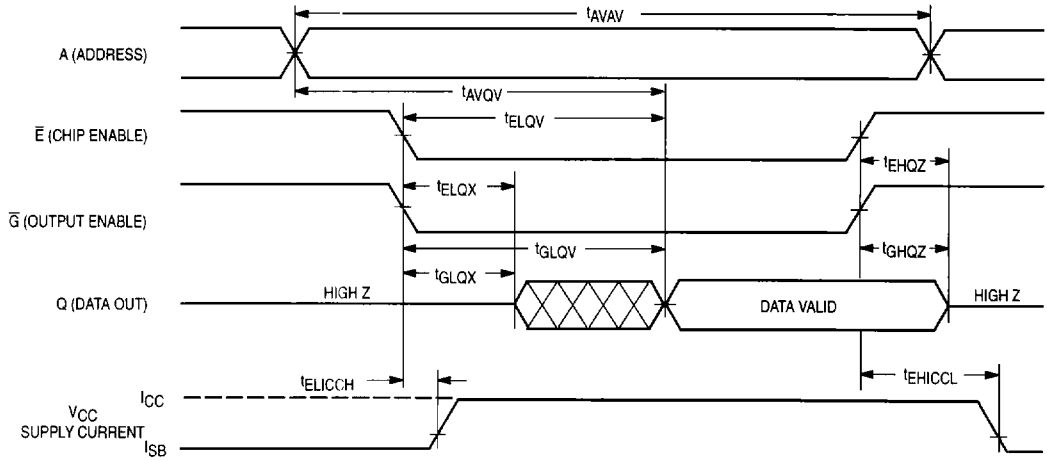 tAVAV
A (ADDRESS)
tAVQV
tELQV
E̅ (CHIP ENABLE)
tEHQZ
tELQX
G̅ (OUTPUT ENABLE)
tGLQV
tGHQZ
tGLQX
Q (DATA OUT)
HIGH Z
DATA VALID
HIGH Z
tELICCH
tEHICCL
ICC
VCC
SUPPLY CURRENT
ISB